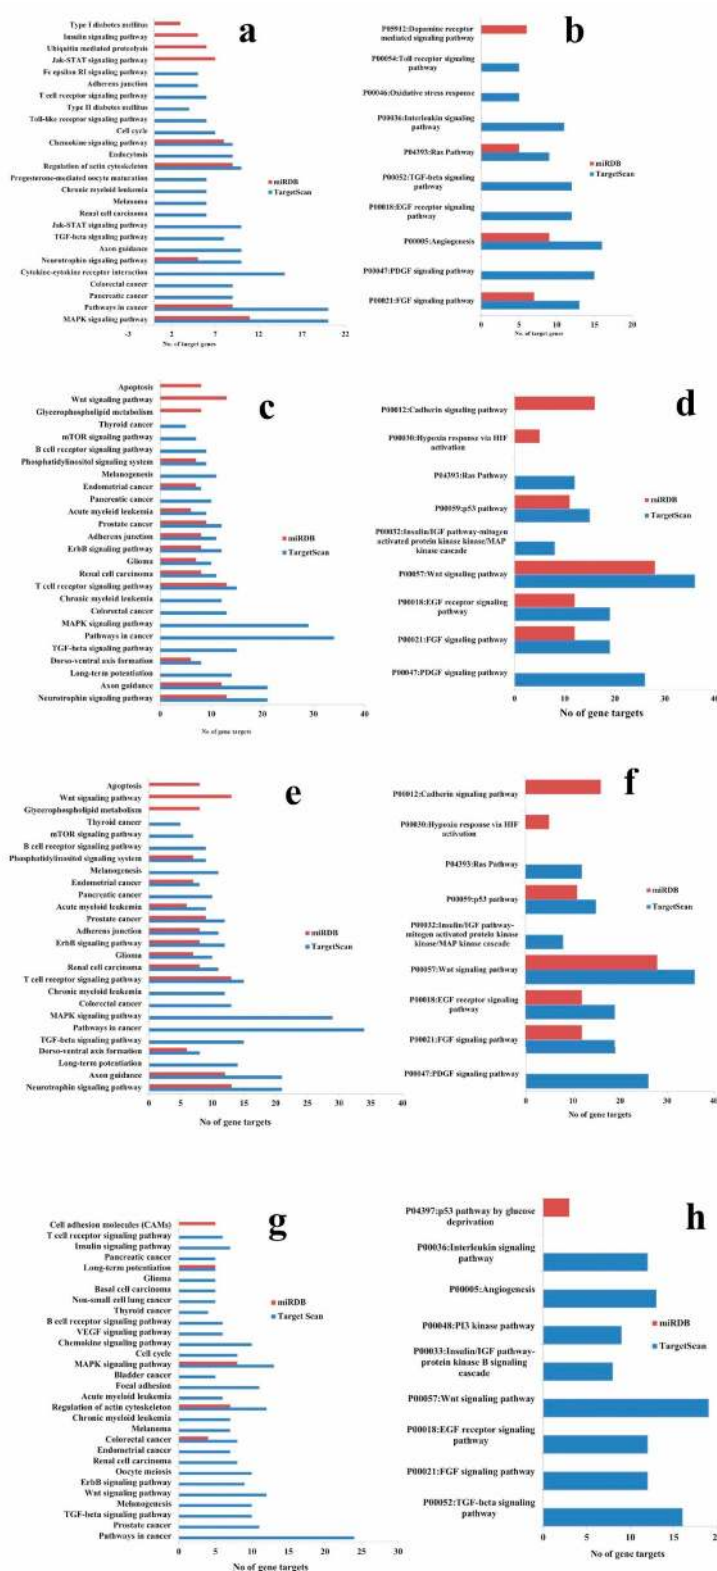 a
Type I diabetes mellitus
Insulin signaling pathway
Ubiquitin mediated proteolysis
Jak-STAT signaling pathway
Fc epsilon RI signaling pathway
Adherens junction
T cell receptor signaling pathway
Type II diabetes mellitus
Toll-like receptor signaling pathway
Cell cycle
Chemokine signaling pathway
Endocytosis
Regulation of actin cytoskeleton
Progesterone-mediated oocyte maturation
Chronic myeloid leukemia
Melanoma
Renal cell carcinoma
Jak-STAT signaling pathway
TGF-beta signaling pathway
Axon guidance
Neurotrophin signaling pathway
Cytokine-cytokine receptor interaction
Colorectal cancer
Pancreatic cancer
Pathways in cancer
MAPK signaling pathway
miRDB
TargetScan
-3 2 7 12 17 22
No. of target genes
b
P05912:Dopamine receptor
mediated signaling pathway
P00054:Toll receptor signaling
pathway
P00046:Oxidative stress response
P00036:Interleukin signaling
pathway
P04393:Ras Pathway
P00052:TGF-beta signaling
pathway
P00018:EGF receptor signaling
pathway
P00005:Angiogenesis
P00047:PDGF signaling pathway
P00021:FGF signaling pathway
miRDB
TargetScan
0 5 10 15 20
No. of target genes
c
Apoptosis
Wnt signaling pathway
Glycerophospholipid metabolism
Thyroid cancer
mTOR signaling pathway
B cell receptor signaling pathway
Phosphatidylinositol signaling system
Melanogenesis
Endometrial cancer
Pancreatic cancer
Acute myeloid leukemia
Prostate cancer
Adherens junction
ErbB signaling pathway
Glioma
Renal cell carcinoma
T cell receptor signaling pathway
Chronic myeloid leukemia
Colorectal cancer
MAPK signaling pathway
Pathways in cancer
TGF-beta signaling pathway
Dorso-ventral axis formation
Long-term potentiation
Axon guidance
Neurotrophin signaling pathway
miRDB
TargetScan
0 10 20 30 40
No of gene targets
d
P00012:Cadherin signaling pathway
P00030:Hypoxia response via HIF
activation
P04393:Ras Pathway
P00059:p53 pathway
P00032:Insulin/IGF pathway-mitogen
activated protein kinase kinase/MAP
kinase cascade
P00057:Wnt signaling pathway
P00018:EGF receptor signaling
pathway
P00021:FGF signaling pathway
P00047:PDGF signaling pathway
miRDB
TargetScan
0 10 20 30 40
No of gene targets
e
Apoptosis
Wnt signaling pathway
Glycerophospholipid metabolism
Thyroid cancer
mTOR signaling pathway
B cell receptor signaling pathway
Phosphatidylinositol signaling system
Melanogenesis
Endometrial cancer
Pancreatic cancer
Acute myeloid leukemia
Prostate cancer
Adherens junction
ErbB signaling pathway
Glioma
Renal cell carcinoma
T cell receptor signaling pathway
Chronic myeloid leukemia
Colorectal cancer
MAPK signaling pathway
Pathways in cancer
TGF-beta signaling pathway
Dorso-ventral axis formation
Long-term potentiation
Axon guidance
Neurotrophin signaling pathway
miRDB
TargetScan
0 5 10 15 20 25 30 35 40
No of gene targets
f
P00012:Cadherin signaling pathway
P00030:Hypoxia response via HIF
activation
P04393:Ras Pathway
P00059:p53 pathway
P00032:Insulin/IGF pathway-
mitogen activated protein kinase
kinase/MAP kinase cascade
P00057:Wnt signaling pathway
P00018:EGF receptor signaling
pathway
P00021:FGF signaling pathway
P00047:PDGF signaling pathway
miRDB
TargetScan
0 10 20 30 40
No of gene targets
g
Cell adhesion molecules (CAMs)
T cell receptor signaling pathway
Insulin signaling pathway
Pancreatic cancer
Long-term potentiation
Glioma
Basal cell carcinoma
Non-small cell lung cancer
Thyroid cancer
B cell receptor signaling pathway
VEGF signaling pathway
Chemokine signaling pathway
Cell cycle
MAPK signaling pathway
Bladder cancer
Focal adhesion
Acute myeloid leukemia
Regulation of actin cytoskeleton
Chronic myeloid leukemia
Melanoma
Colorectal cancer
Endometrial cancer
Renal cell carcinoma
Oocyte meiosis
ErbB signaling pathway
Wnt signaling pathway
Melanogenesis
TGF-beta signaling pathway
Prostate cancer
Pathways in cancer
miRDB
Target Scan
0 5 10 15 20 25 30
No of gene targets
h
P04397:p53 pathway by glucose
deprivation
P00036:Interleukin signaling
pathway
P00005:Angiogenesis
P00048:PI3 kinase pathway
P00033:Insulin/IGF pathway-
protein kinase B signaling
cascade
P00057:Wnt signaling pathway
P00018:EGF receptor signaling
pathway
P00021:FGF signaling pathway
P00052:TGF-beta signaling
pathway
miRDB
TargetScan
0 5 10 15
No of gene targets